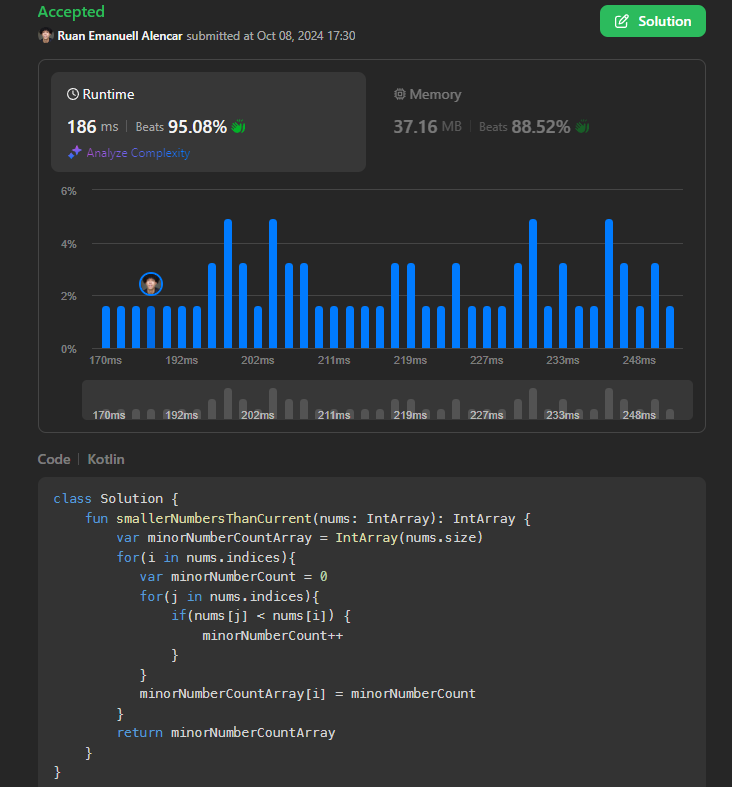 Accepted
Solution
Ruan Emanuell Alencar submitted at Oct 08, 2024 17:30
Runtime
186 ms | Beats 95.08%
Analyze Complexity
Memory
37.16 MB | Beats 88.52%
6%
4%
2%
0%
170ms 192ms 202ms 211ms 219ms 227ms 233ms 248ms
170ms 192ms 202ms 211ms 219ms 227ms 233ms 248ms
Code | Kotlin
class Solution {
    fun smallerNumbersThanCurrent(nums: IntArray): IntArray {
        var minorNumberCountArray = IntArray(nums.size)
        for(i in nums.indices){
           var minorNumberCount = 0
           for(j in nums.indices){
               if(nums[j] < nums[i]) {
                   minorNumberCount++
               }
           }
           minorNumberCountArray[i] = minorNumberCount
        }
        return minorNumberCountArray
    }
}